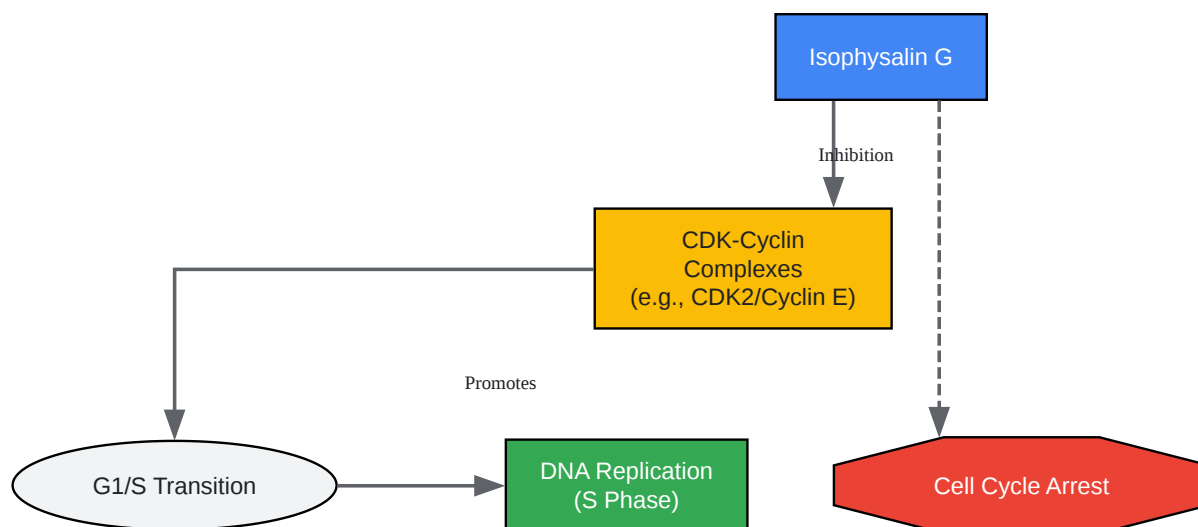 Isophysalin G
Inhibition
CDK-Cyclin
Complexes
(e.g., CDK2/Cyclin E)
Promotes
G1/S Transition
DNA Replication
(S Phase)
Cell Cycle Arrest